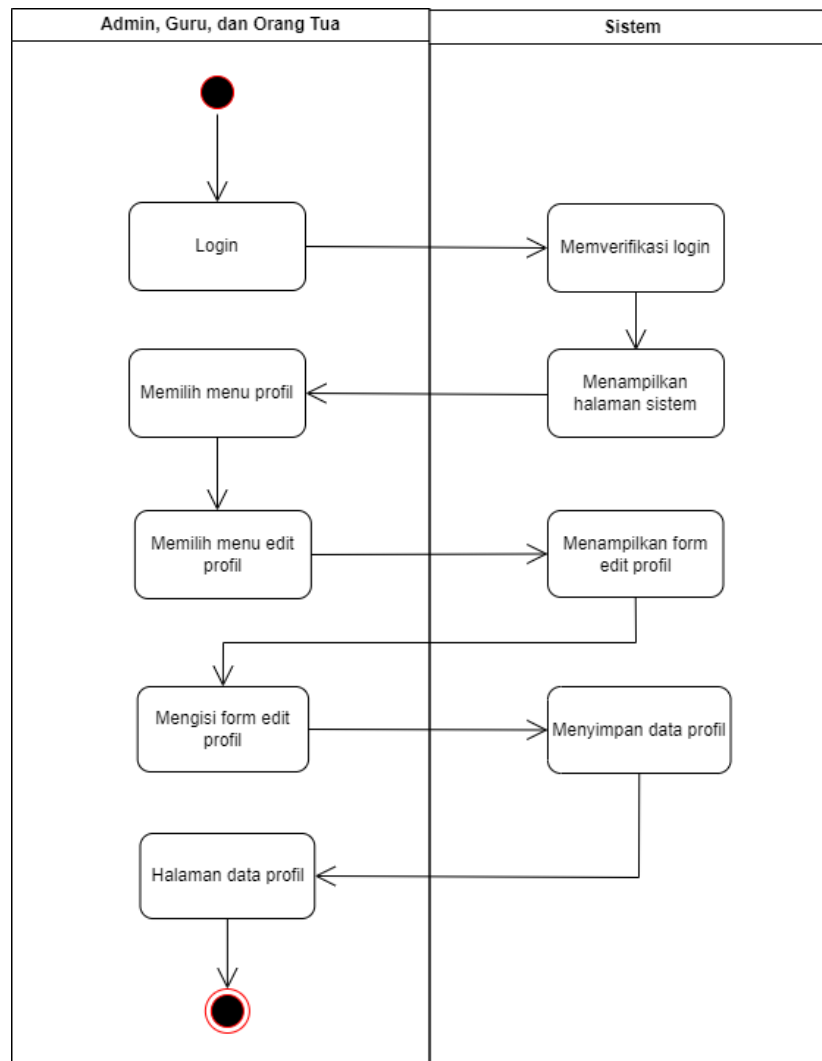 Admin, Guru, dan Orang Tua
Sistem
Login
Memverifikasi login
Memilih menu profil
Menampilkan
halaman sistem
Memilih menu edit
profil
Menampilkan form
edit profil
Mengisi form edit
profil
Menyimpan data profil
Halaman data profil